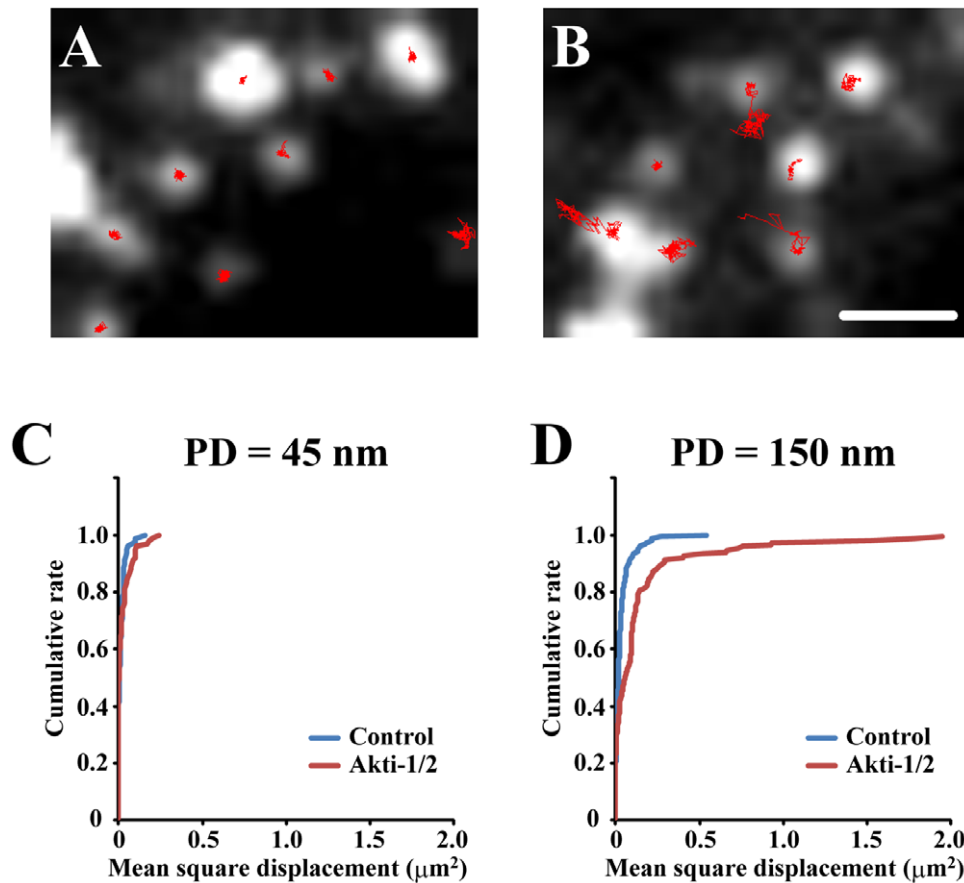 A
B
C
PD = 45 nm
Cumulative rate
1.0
0.8
0.6
0.4
0.2
0
Control
Akti-1/2
0 0.5 1.0 1.5 2.0
Mean square displacement (μm²)
D
PD = 150 nm
Cumulative rate
1.0
0.8
0.6
0.4
0.2
0
Control
Akti-1/2
0 0.5 1.0 1.5 2.0
Mean square displacement (μm²)